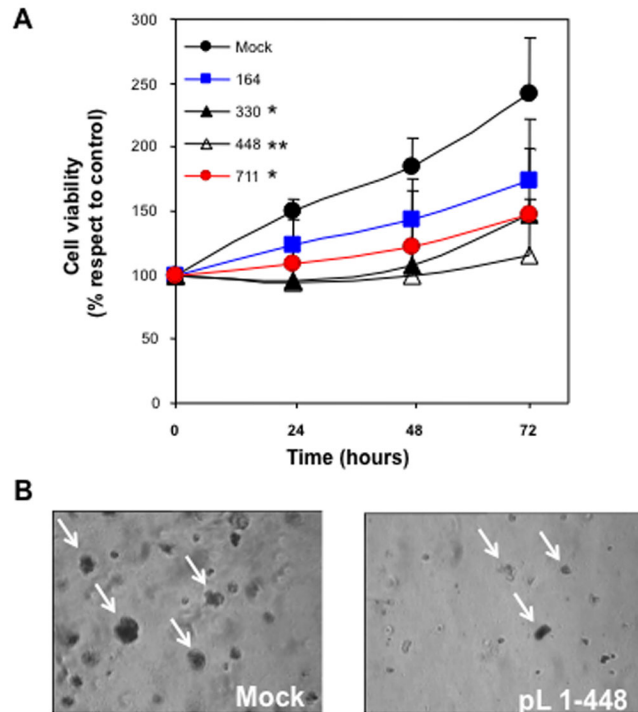 A
300
250
200
150
100
50
0
Cell viability
(% respect to control)
Mock
164
330 *
448 **
711 *
0 24 48 72
Time (hours)
B
Mock
pL 1-448